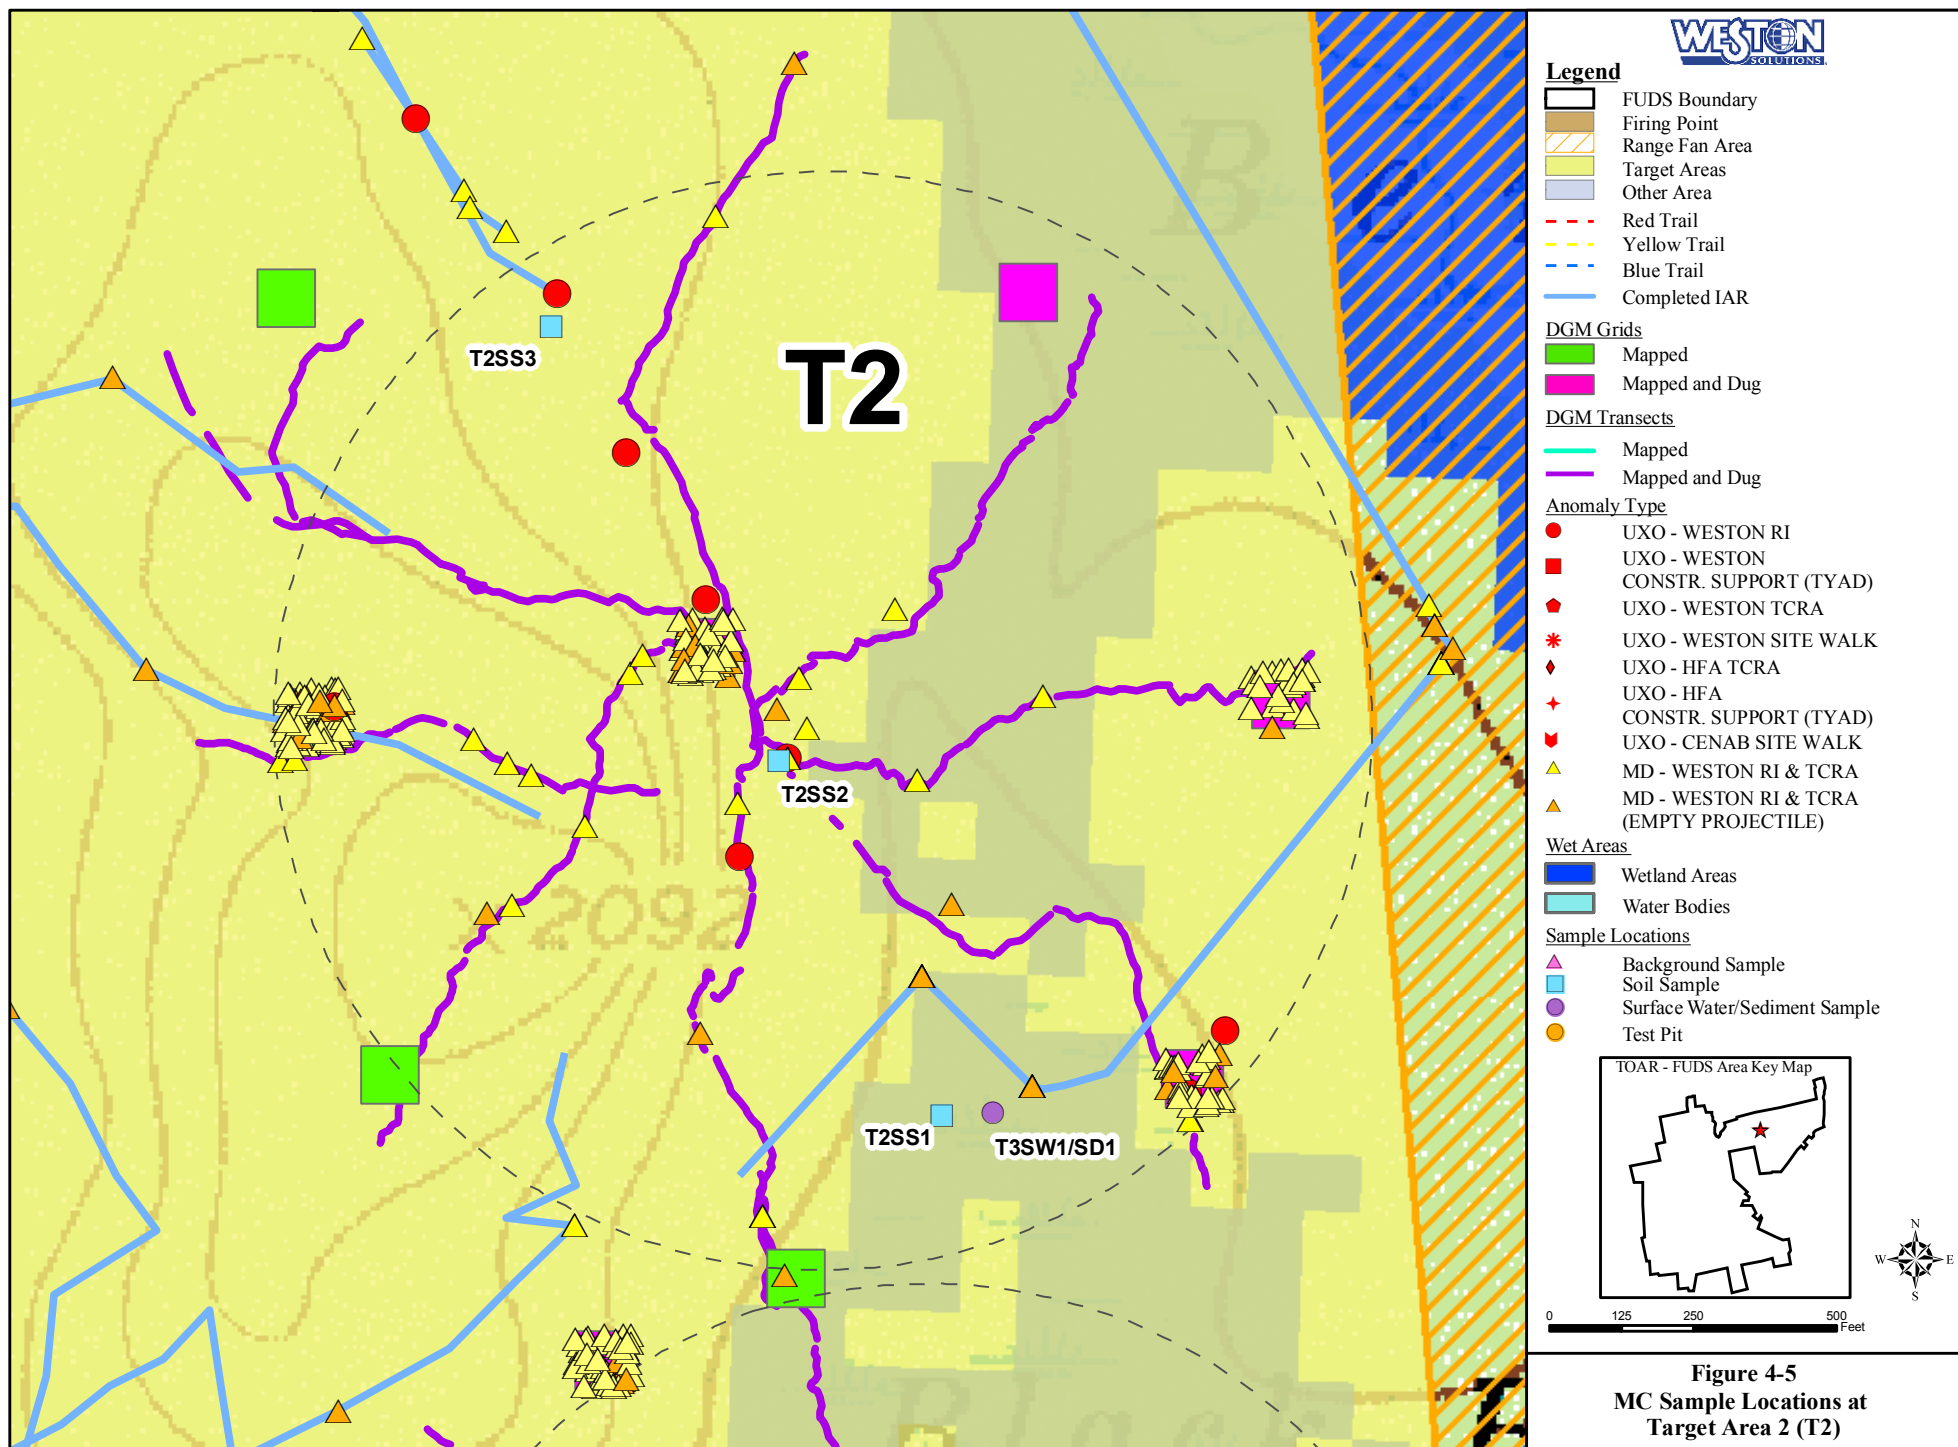 T2
T2SS3
T2SS2
T2SS1
T3SW1/SD1
2092
B
Black
WESTON
SOLUTIONS
Legend
FUDS Boundary
Firing Point
Range Fan Area
Target Areas
Other Area
Red Trail
Yellow Trail
Blue Trail
Completed IAR
DGM Grids
Mapped
Mapped and Dug
DGM Transects
Mapped
Mapped and Dug
Anomaly Type
UXO - WESTON RI
UXO - WESTON
CONSTR. SUPPORT (TYAD)
UXO - WESTON TCRA
UXO - WESTON SITE WALK
UXO - HFA TCRA
UXO - HFA
CONSTR. SUPPORT (TYAD)
UXO - CENAB SITE WALK
MD - WESTON RI & TCRA
MD - WESTON RI & TCRA
(EMPTY PROJECTILE)
Wet Areas
Wetland Areas
Water Bodies
Sample Locations
Background Sample
Soil Sample
Surface Water/Sediment Sample
Test Pit
TOAR - FUDS Area Key Map
N
W E
S
0 125 250 500
Feet
Figure 4-5
MC Sample Locations at
Target Area 2 (T2)